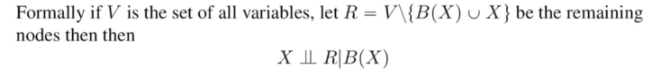 Formally if V is the set of all variables, let R = V\{B(X) ∪ X} be the remaining
nodes then then
X ⫫ R|B(X)